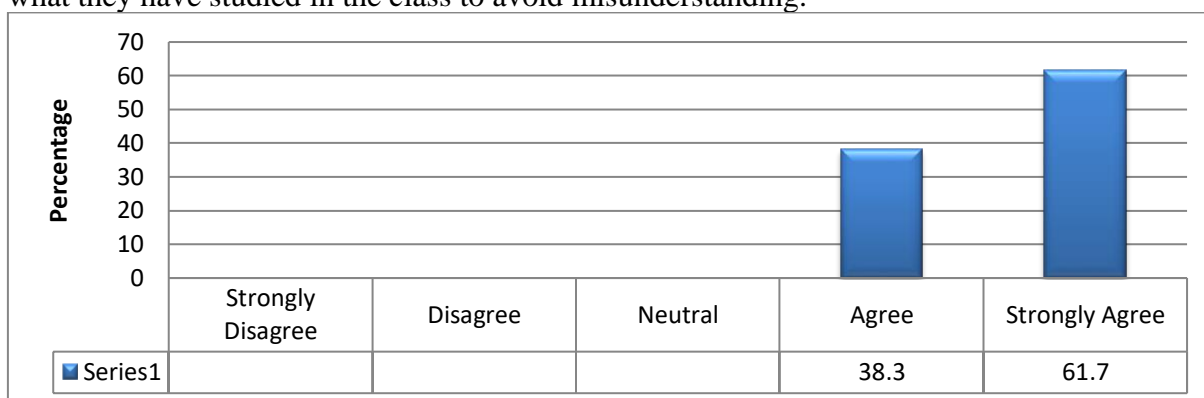 what they have studied in the class to avoid misunderstanding.
70
60
50
40
30
20
10
0
Percentage
Strongly Disagree Disagree Neutral Agree Strongly Agree
Series1 38.3 61.7